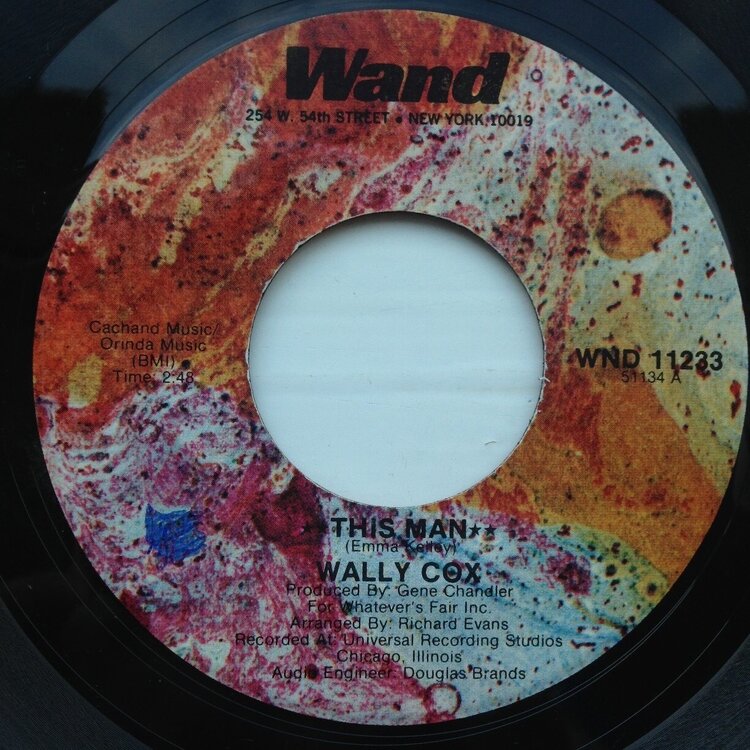 Wand
254 W. 54th STREET • NEW YORK 10019
Cachand Music/
Orinda Music
(BMI)
Time: 2:48
WND 11233
51134 A
★★THIS MAN★★
(Emma Kelley)
WALLY COX
Produced By: Gene Chandler
For Whatever's Fair Inc.
Arranged By: Richard Evans
Recorded At: Universal Recording Studios
Chicago, Illinois
Audio Engineer: Douglas Brands